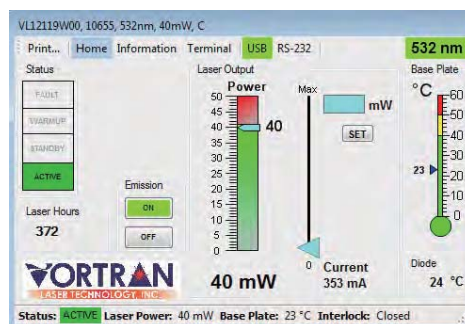 VL12119W00, 10655, 532nm, 40mW, C
Print... Home Information Terminal USB RS-232 532 nm
Status
FAULT
WARMUP
STANDBY
ACTIVE
Laser Hours
372
Emission
ON
OFF
VORTRAN
LASER TECHNOLOGY, INC.
Laser Output
Power
50
45
40
35
30
25
20
15
10
5
0
40
40 mW
Max
0
mW
SET
Current
353 mA
Base Plate
°C
60
50
40
30
20
10
0
23
Diode
24 °C
Status: ACTIVE Laser Power: 40 mW Base Plate: 23 °C Interlock: Closed